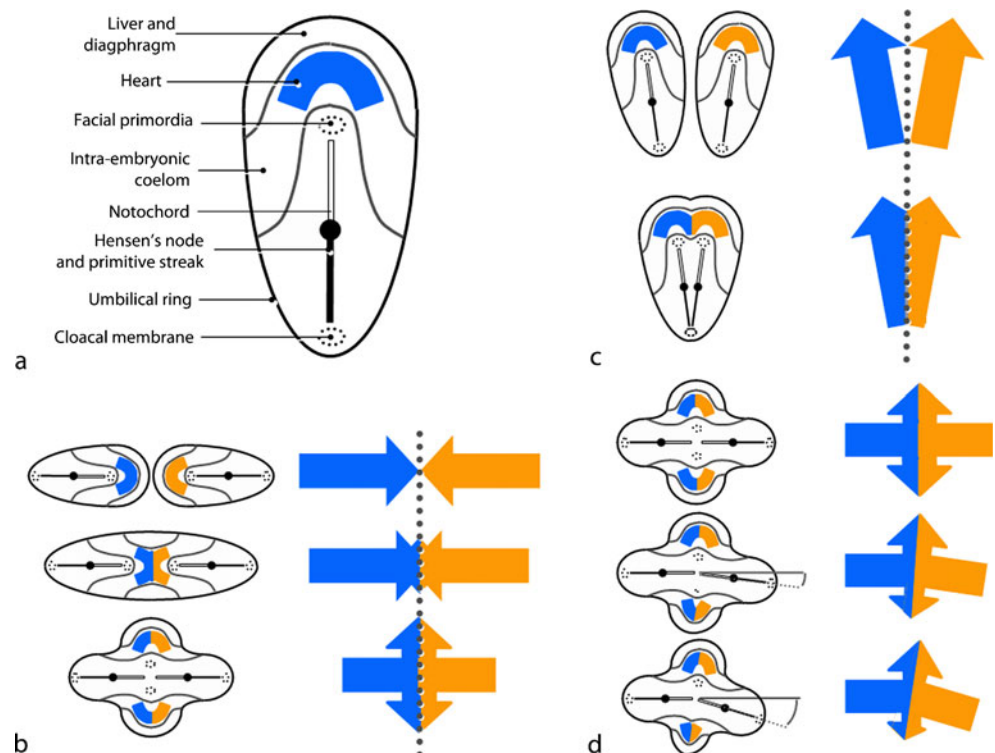 Liver and
diagphragm
Heart
Facial primordia
Intra-embryonic
coelom
Notochord
Hensen's node
and primitive streak
Umbilical ring
Cloacal membrane
a
c
b
d